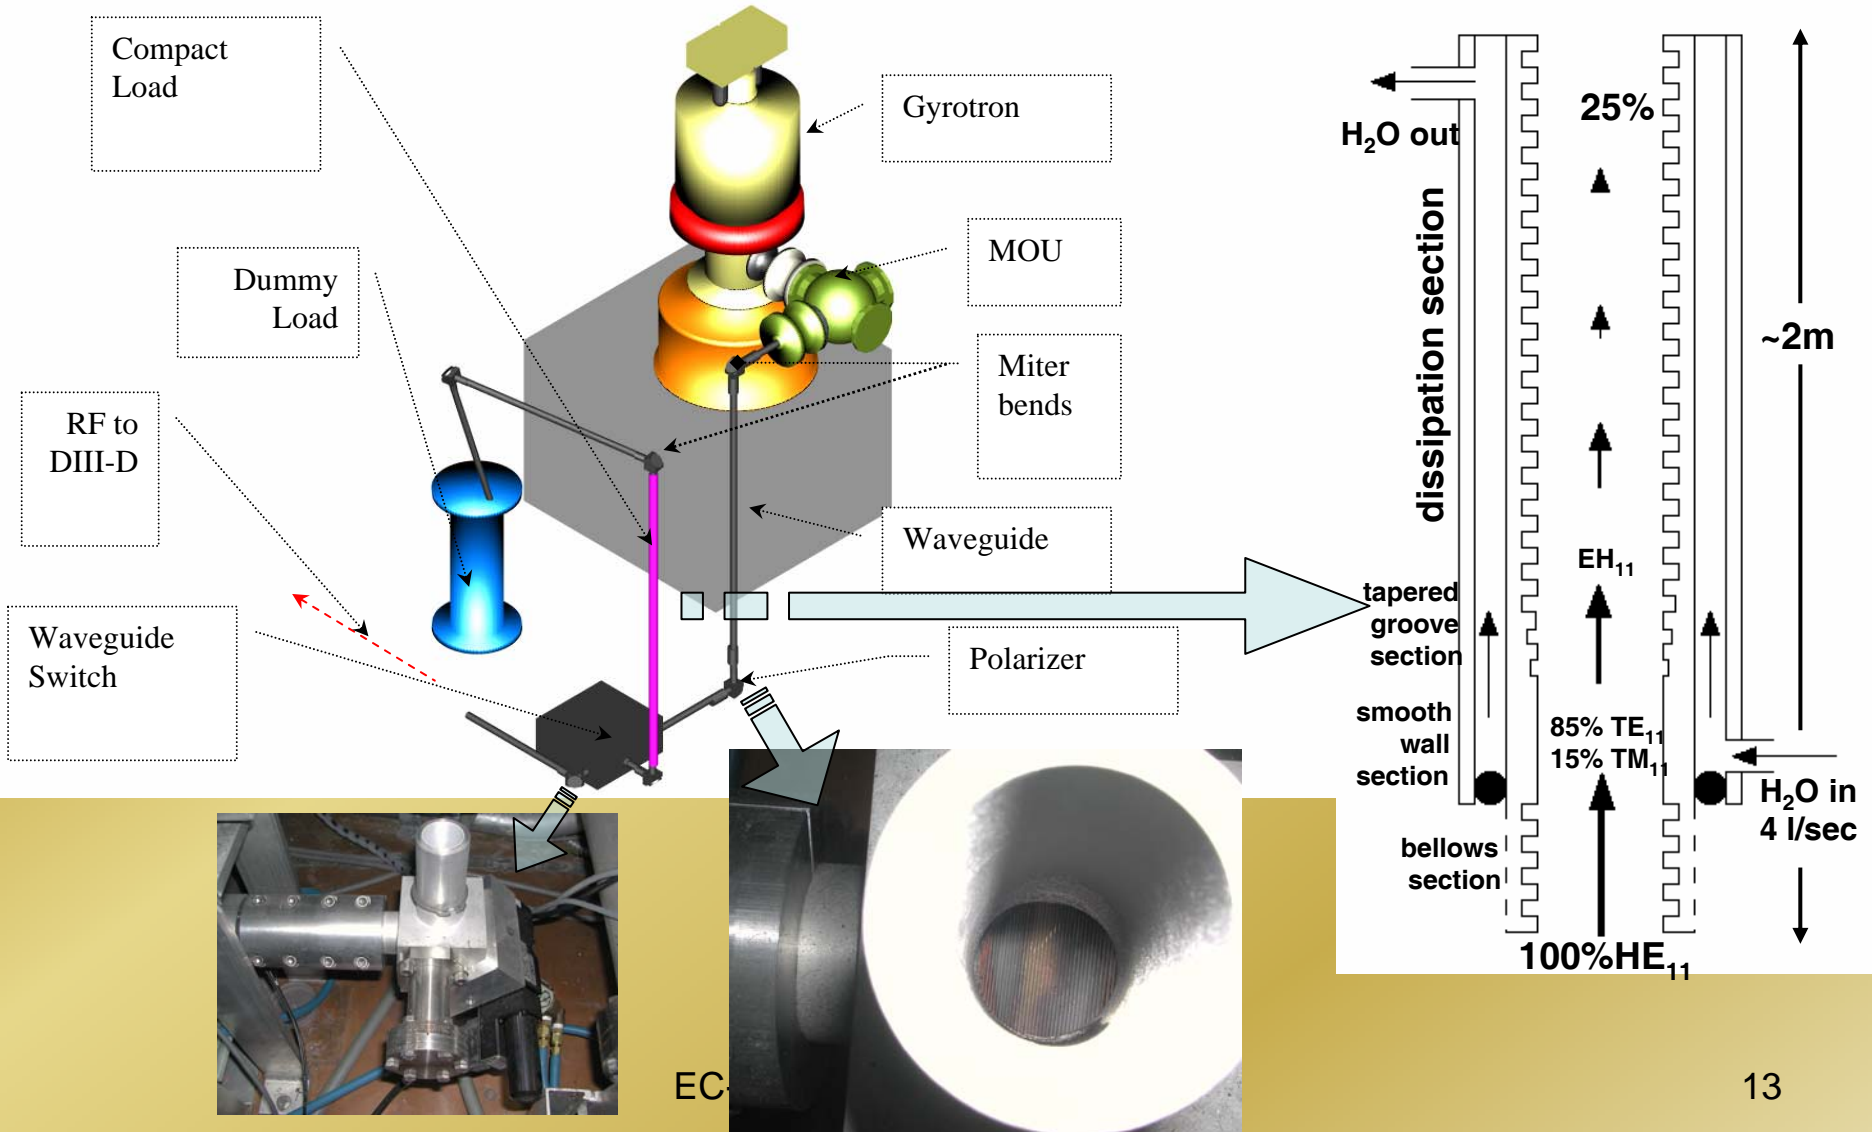 Compact
Load
Gyrotron
MOU
Dummy
Load
Miter
bends
RF to
DIII-D
Waveguide
Waveguide
Switch
Polarizer
25%
H₂O out
dissipation section
~2m
EH₁₁
tapered
groove
section
smooth
wall
section
85% TE₁₁
15% TM₁₁
H₂O in
4 l/sec
bellows
section
100%HE₁₁
EC-
13